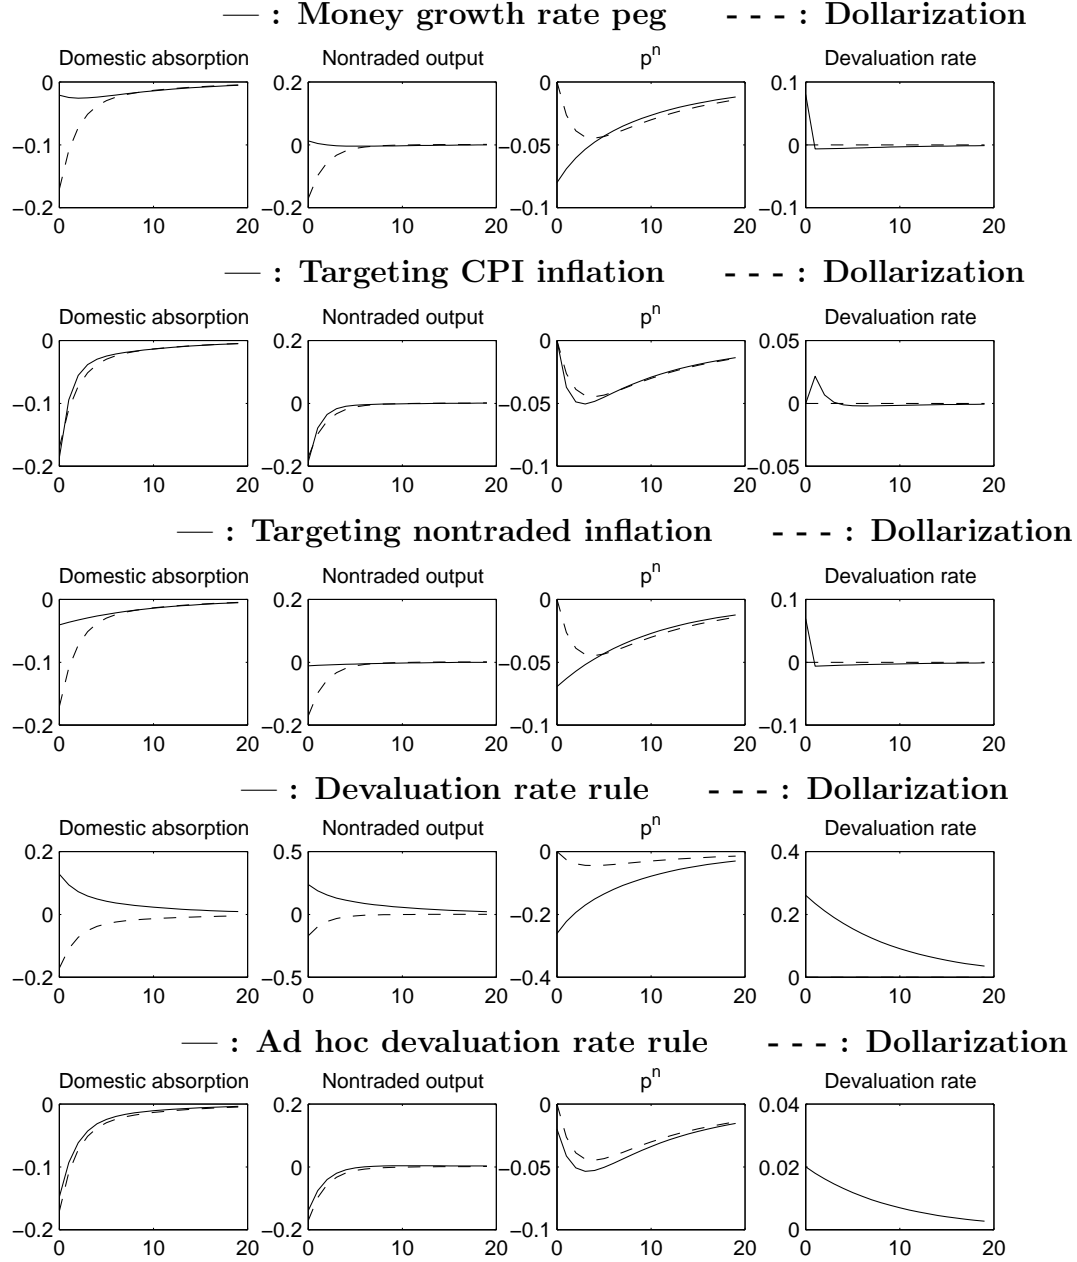 — : Money growth rate peg - - - : Dollarization
Domestic absorption Nontraded output pⁿ Devaluation rate
0 0.2 0 0.1
−0.1 0 −0.05 0
−0.2 −0.2 −0.1 −0.1
0 10 20 0 10 20 0 10 20 0 10 20
— : Targeting CPI inflation - - - : Dollarization
Domestic absorption Nontraded output pⁿ Devaluation rate
0 0.2 0 0.05
−0.1 0 −0.05 0
−0.2 −0.2 −0.1 −0.05
0 10 20 0 10 20 0 10 20 0 10 20
— : Targeting nontraded inflation - - - : Dollarization
Domestic absorption Nontraded output pⁿ Devaluation rate
0 0.2 0 0.1
−0.1 0 −0.05 0
−0.2 −0.2 −0.1 −0.1
0 10 20 0 10 20 0 10 20 0 10 20
— : Devaluation rate rule - - - : Dollarization
Domestic absorption Nontraded output pⁿ Devaluation rate
0.2 0.5 0 0.4
0 0 −0.2 0.2
−0.2 −0.5 −0.4 0
0 10 20 0 10 20 0 10 20 0 10 20
— : Ad hoc devaluation rate rule - - - : Dollarization
Domestic absorption Nontraded output pⁿ Devaluation rate
0 0.2 0 0.04
−0.1 0 −0.05 0.02
−0.2 −0.2 −0.1 0
0 10 20 0 10 20 0 10 20 0 10 20